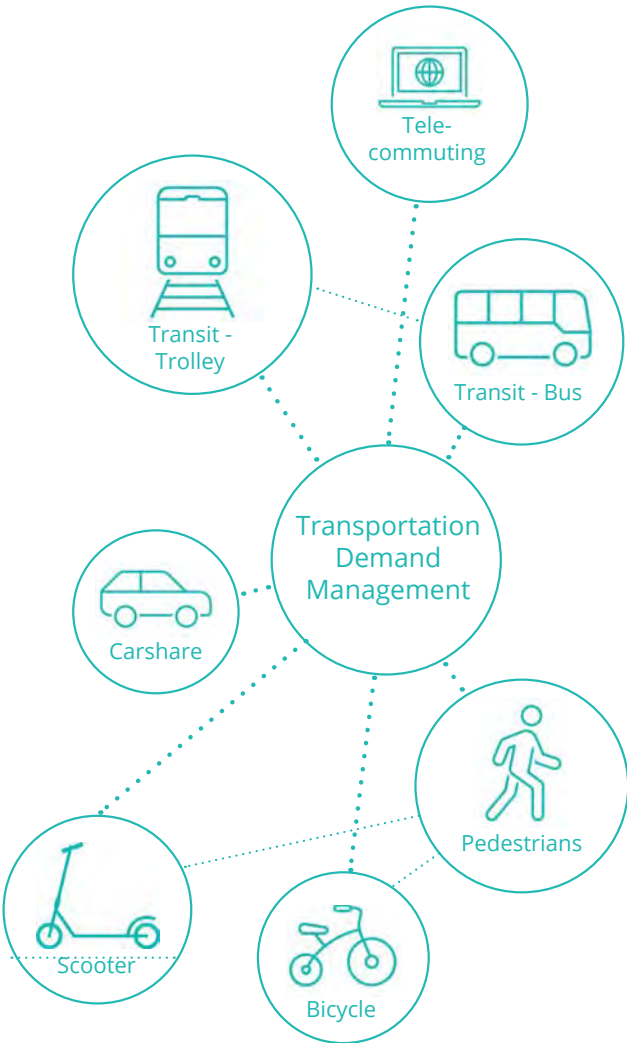 Tele-
commuting
Transit -
Trolley
Transit - Bus
Transportation
Demand
Management
Carshare
Pedestrians
Scooter
Bicycle